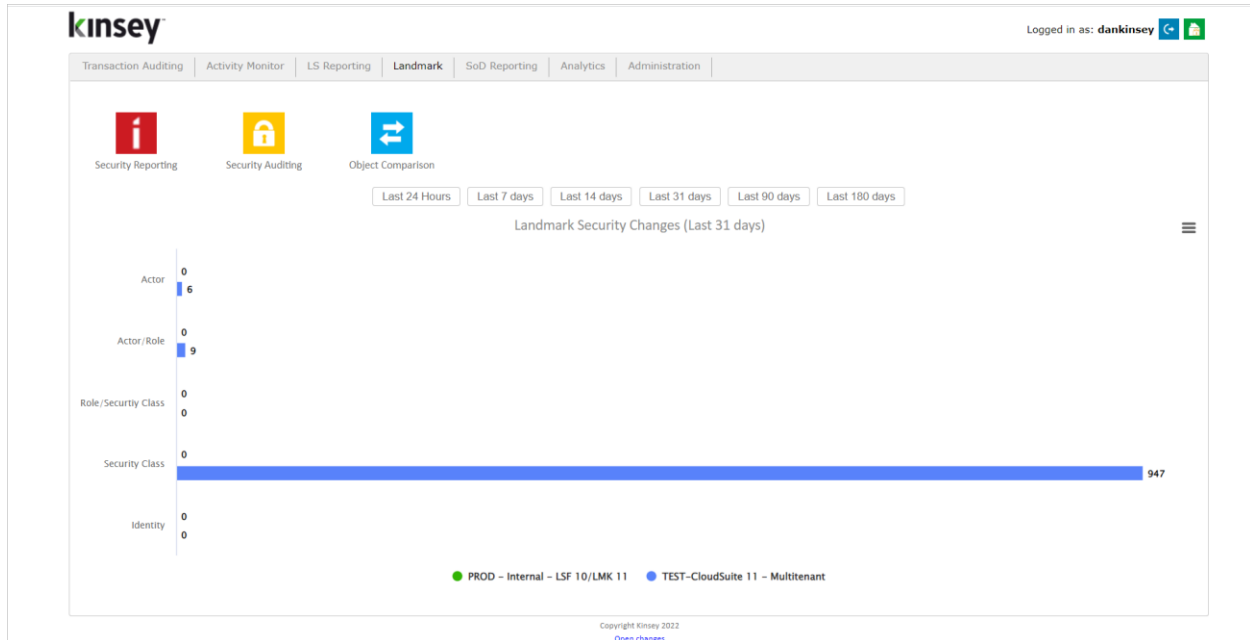 kinsey
Logged in as: dankinsey
Transaction Auditing Activity Monitor LS Reporting Landmark SoD Reporting Analytics Administration
Security Reporting Security Auditing Object Comparison
Last 24 Hours Last 7 days Last 14 days Last 31 days Last 90 days Last 180 days
Landmark Security Changes (Last 31 days)
0
Actor
6
0
Actor/Role
9
0
Role/Securtiy Class
0
0
Security Class
947
0
Identity
0
PROD - Internal - LSF 10/LMK 11 TEST-CloudSuite 11 - Multitenant
Copyright Kinsey 2022
Open changes